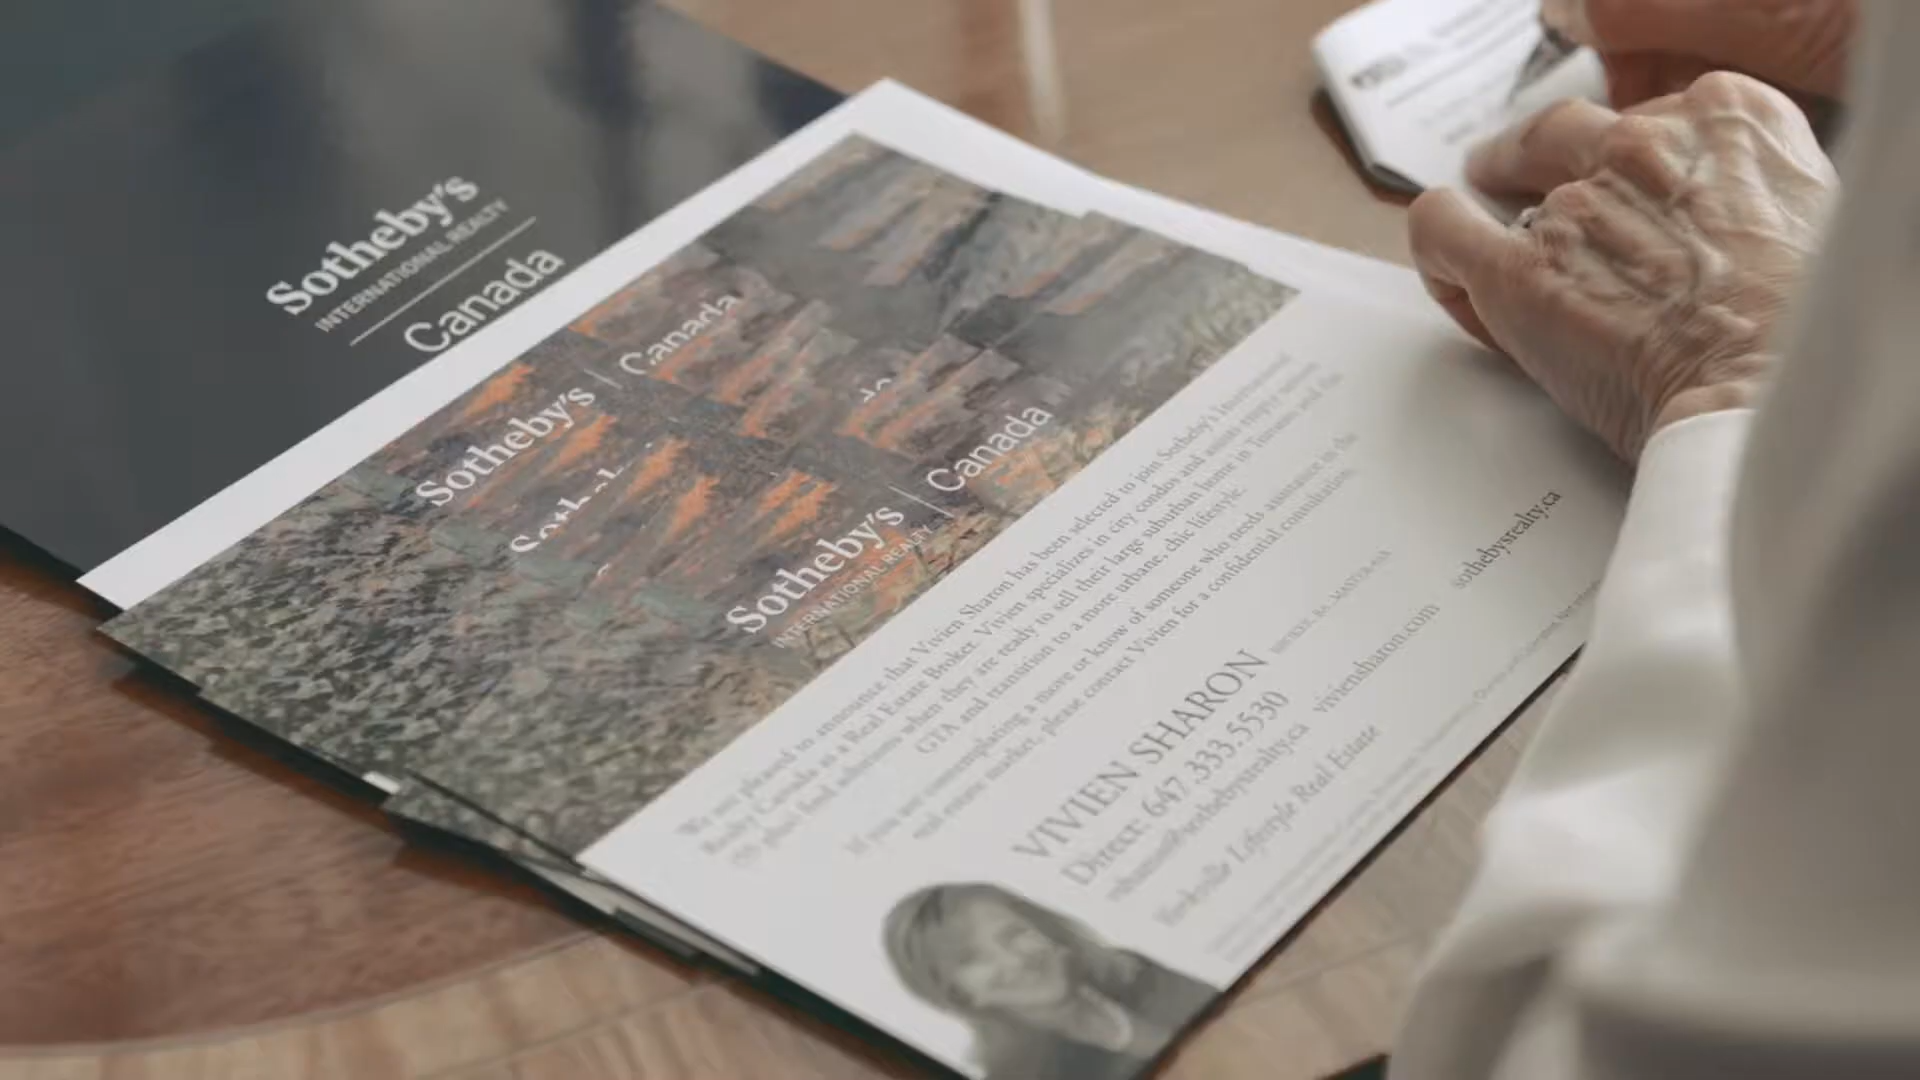 Sotheby's
INTERNATIONAL REALTY
Canada
Sotheby's
Canada
Sotheby's
INTERNATIONAL REALTY
Canada
We are pleased to announce that Vivien Sharon has been selected to join Sotheby's International
Realty Canada as a Real Estate Broker. Vivien specializes in city condos and assists empty nesters
find solutions when they are ready to sell their large suburban home in Toronto and the
GTA and transition to a more urbane, chic lifestyle.
If you are contemplating a move or know of someone who needs assistance in the
real estate market, please contact Vivien for a confidential consultation.
VIVIEN SHARON
Direct: 647.333.5530
viviensharon.com
sothebysrealty.ca
Yorkville Lifestyle Real Estate